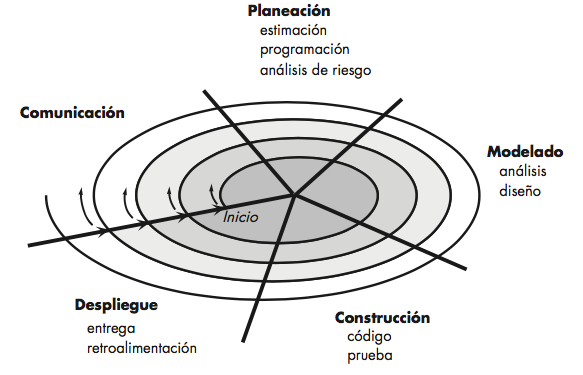 Planeación
estimación
programación
análisis de riesgo
Comunicación
Modelado
análisis
diseño
Inicio
Despliegue
entrega
retroalimentación
Construcción
código
prueba